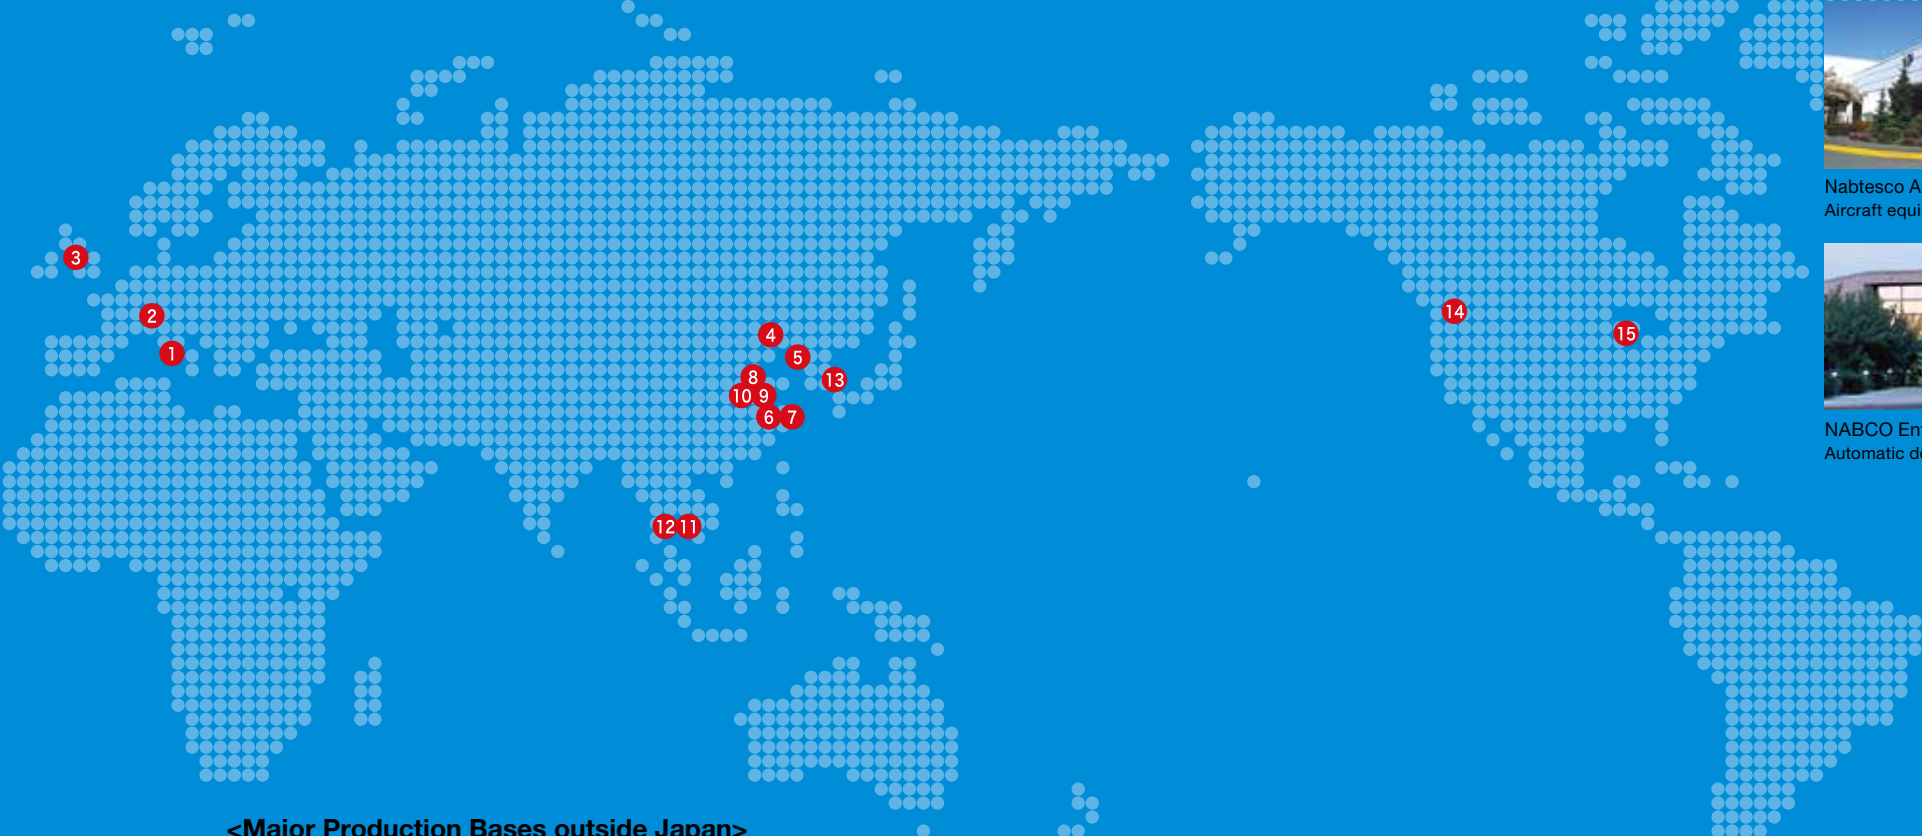 3
2
1
4
5
8
13
10 9
6 7
12 11
14
15
Nabtesco A
Aircraft equi
NABCO En
Automatic d
<Major Production Bases outside Japan>